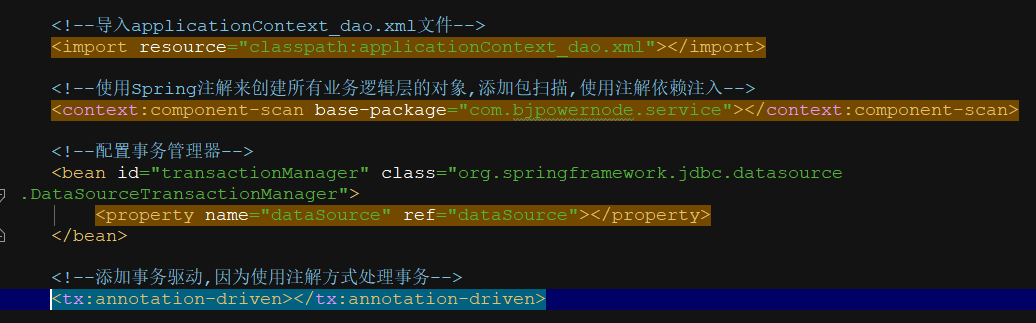 <!--导入applicationContext_dao.xml文件-->
<import resource="classpath:applicationContext_dao.xml"></import>
<!--使用Spring注解来创建所有业务逻辑层的对象,添加包扫描,使用注解依赖注入-->
<context:component-scan base-package="com.bjpowernode.service"></context:component-scan>
<!--配置事务管理器-->
<bean id="transactionManager" class="org.springframework.jdbc.datasource
.DataSourceTransactionManager">
<property name="dataSource" ref="dataSource"></property>
</bean>
<!--添加事务驱动,因为使用注解方式处理事务-->
<tx:annotation-driven></tx:annotation-driven>